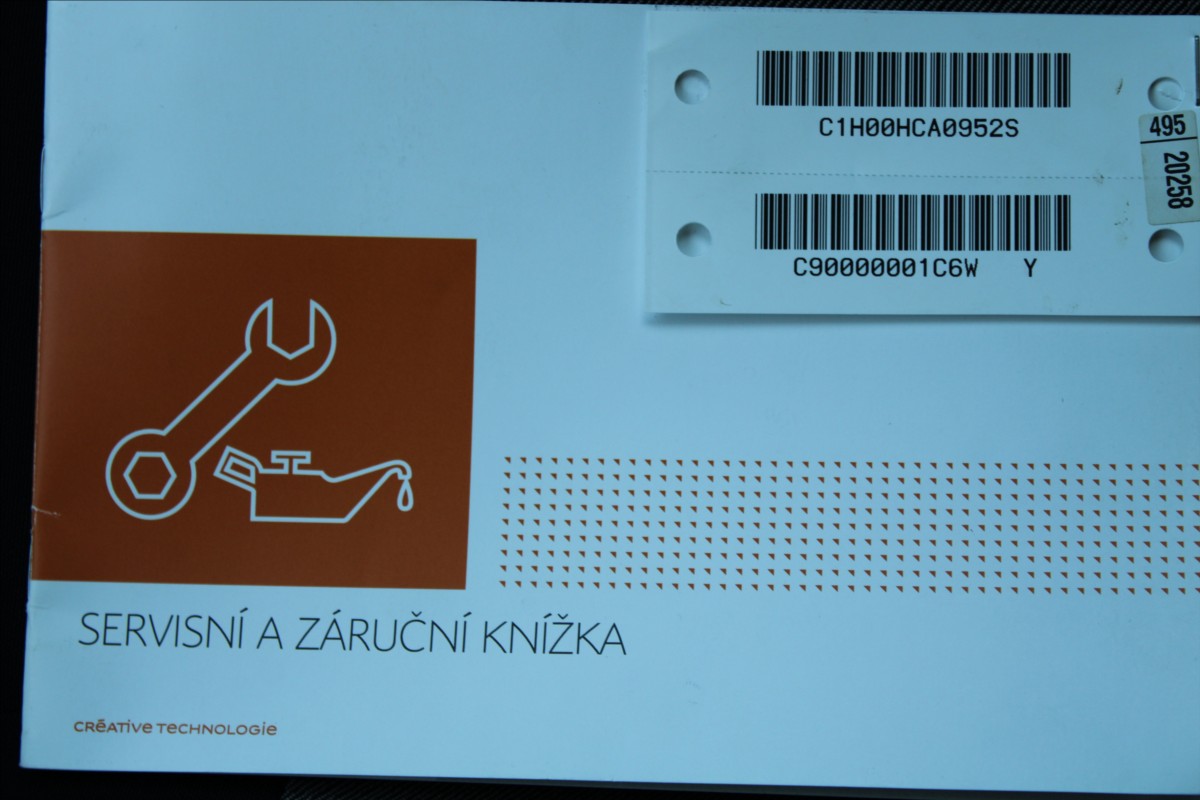 C1H00HCA0952S
495
20258
C90000001C6W Y
SERVISNÍ A ZÁRUČNÍ KNÍŽKA
CRÉATIVE TECHNOLOGIE